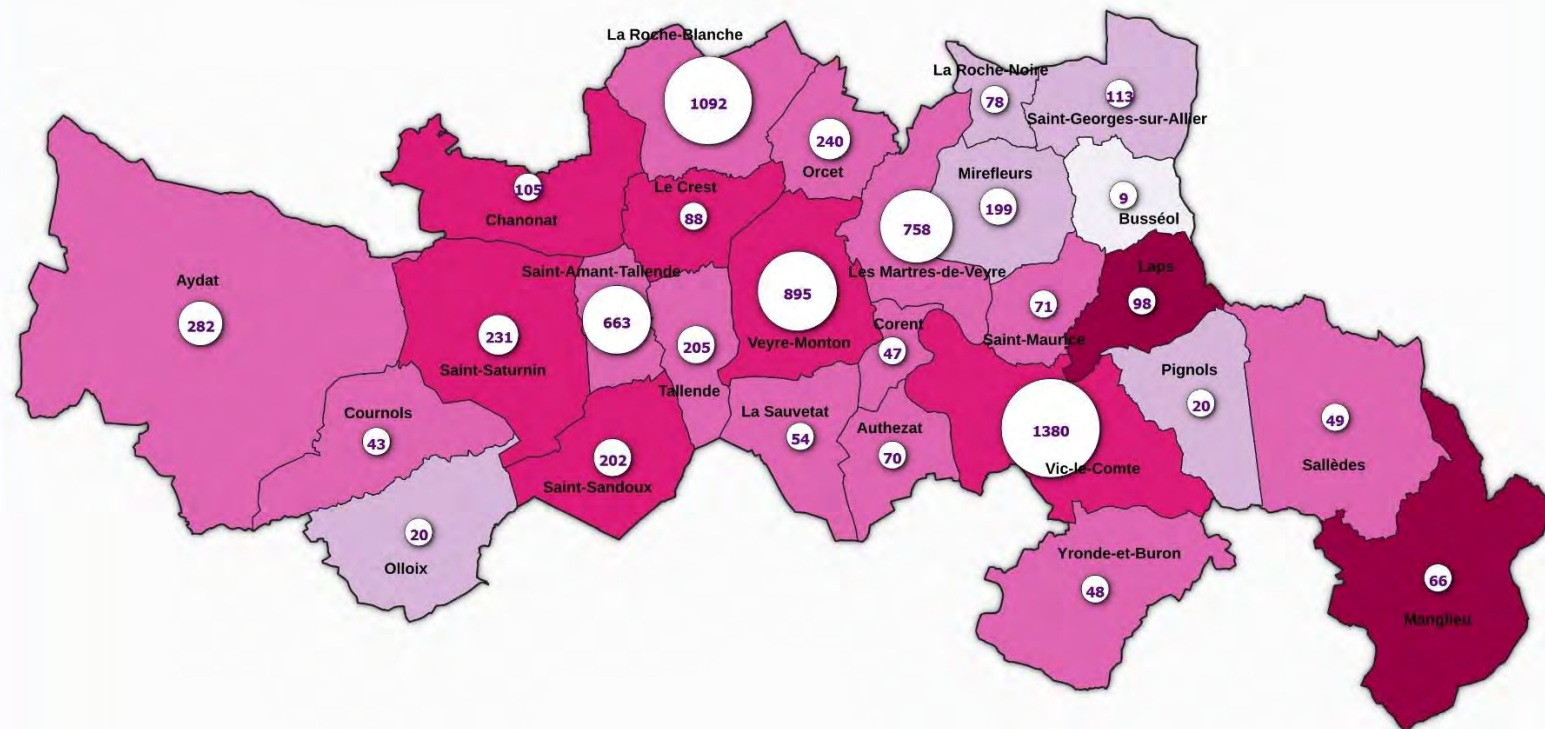 La Roche-Blanche
1092
La Roche-Noire
78
113
Saint-Georges-sur-Allier
240
Orcet
Mirefleurs
199
9
Busséol
105
Chanonat
Le Crest
88
758
Les Martres-de-Veyre
Laps
98
Aydat
282
Saint-Amant-Tallende
663
895
Veyre-Monton
71
Saint-Maurice
231
Saint-Saturnin
205
Tallende
Corent
47
Pignols
20
Cournols
43
La Sauvetat
54
Authezat
70
1380
Vic-le-Comte
49
Sallèdes
202
Saint-Sandoux
20
Olloix
Yronde-et-Buron
48
66
Manglieu